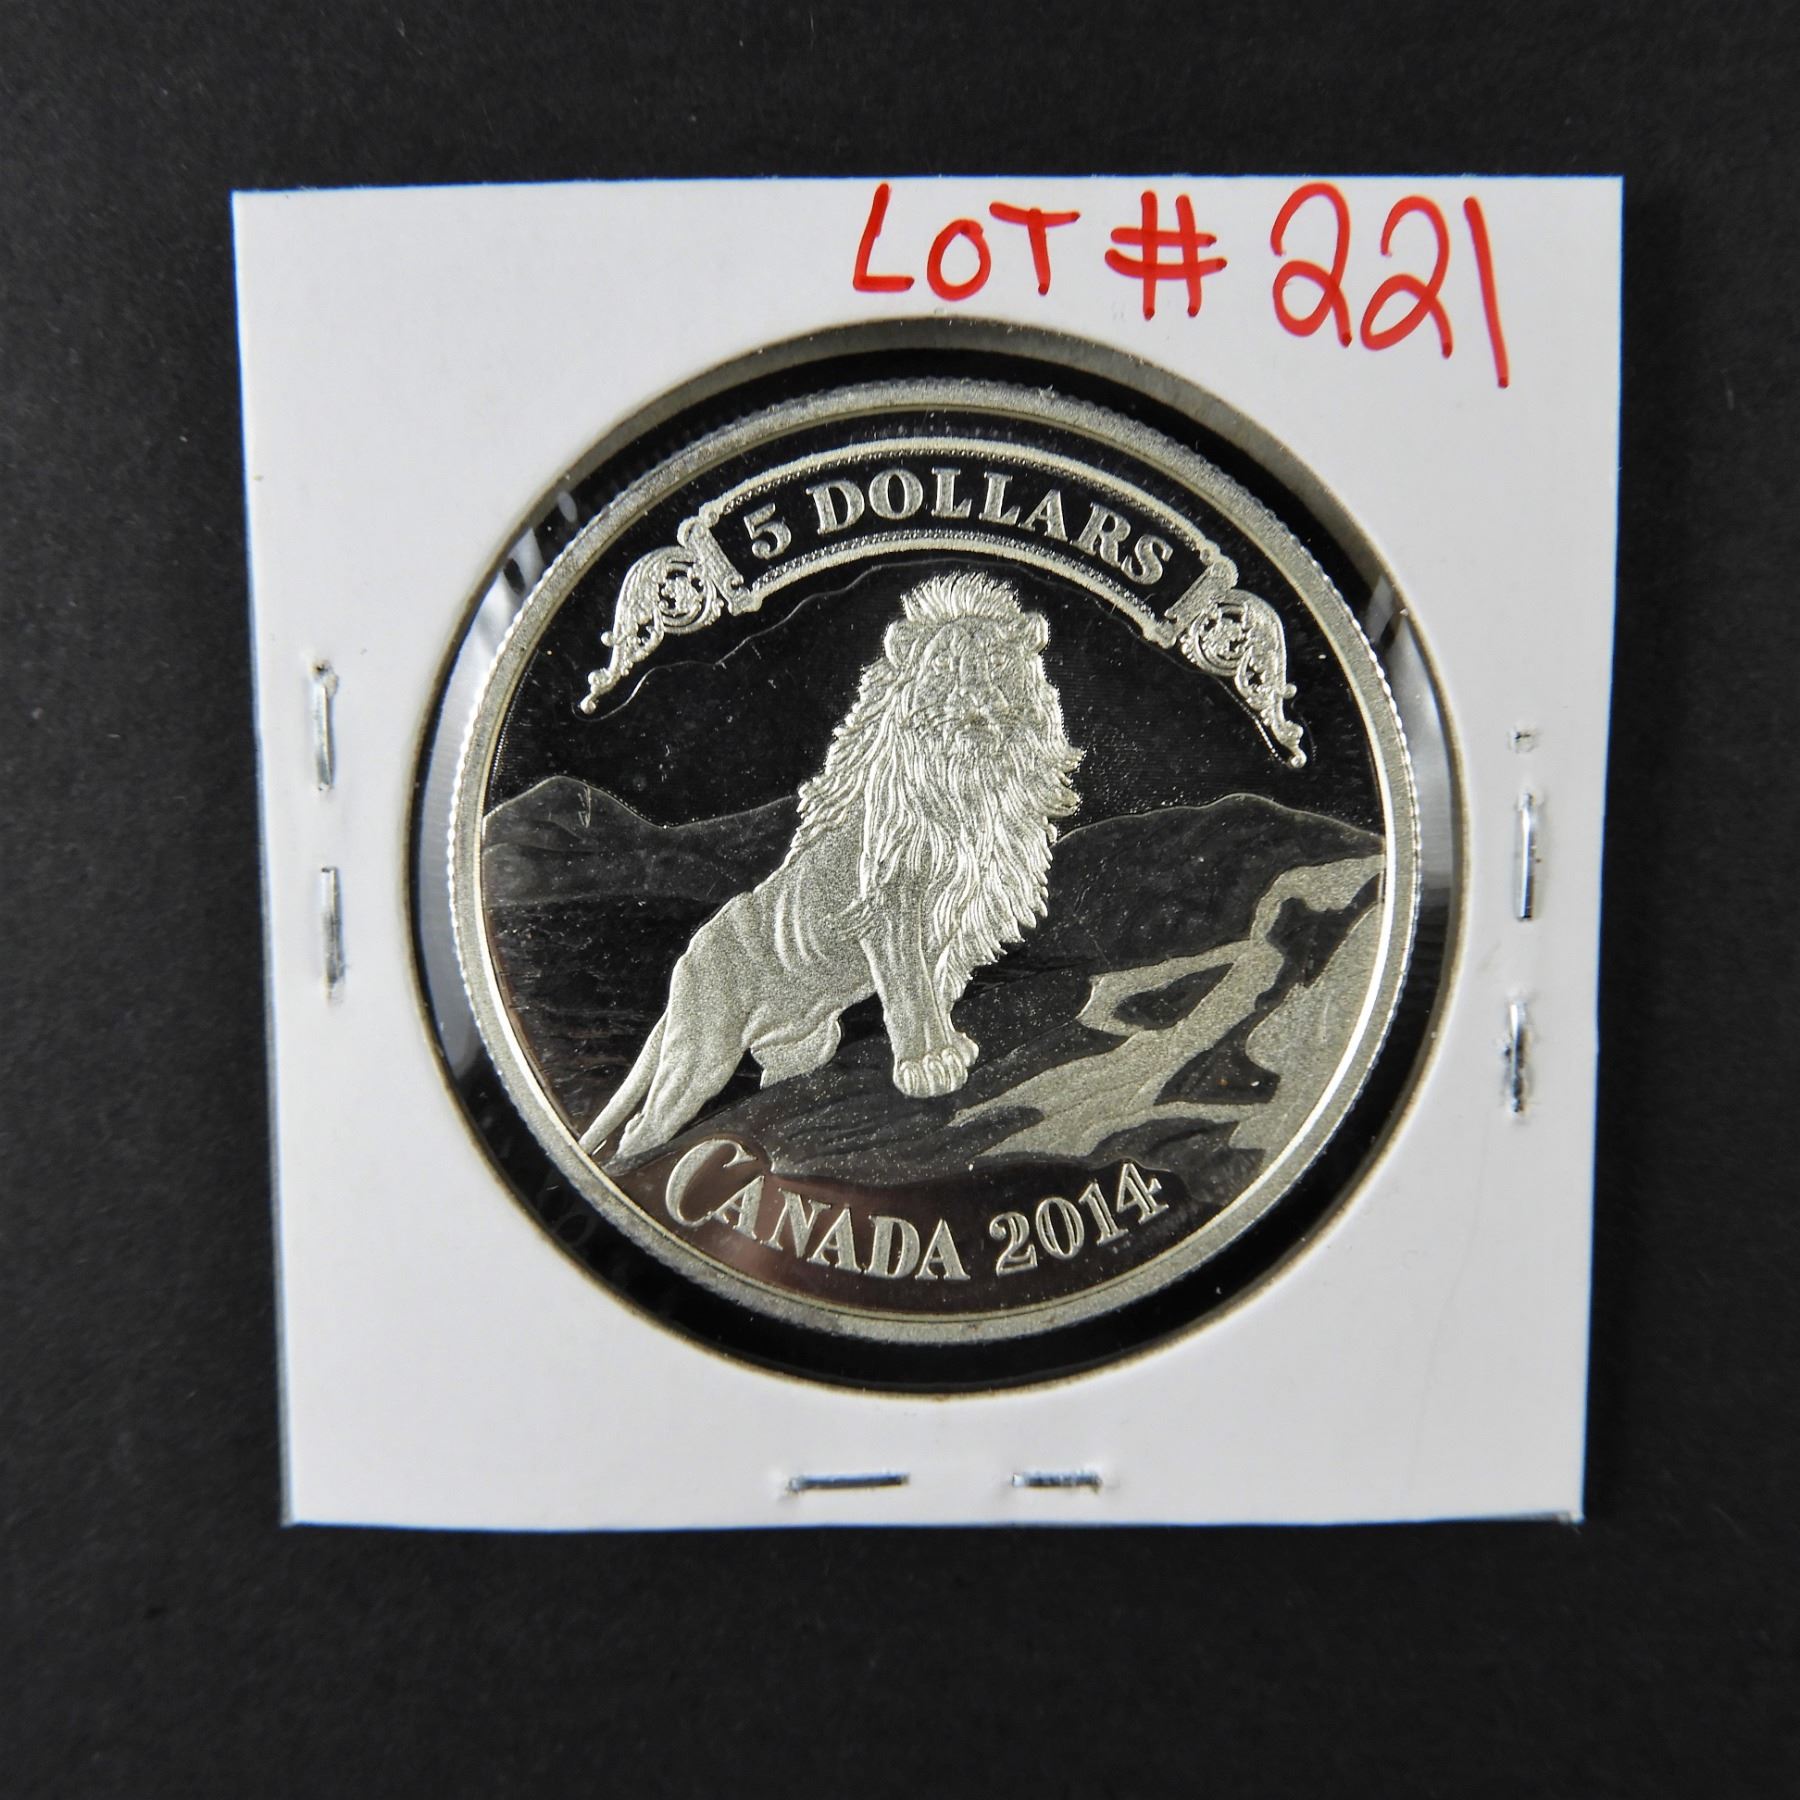 LOT # 221
5 DOLLARS
CANADA 2014